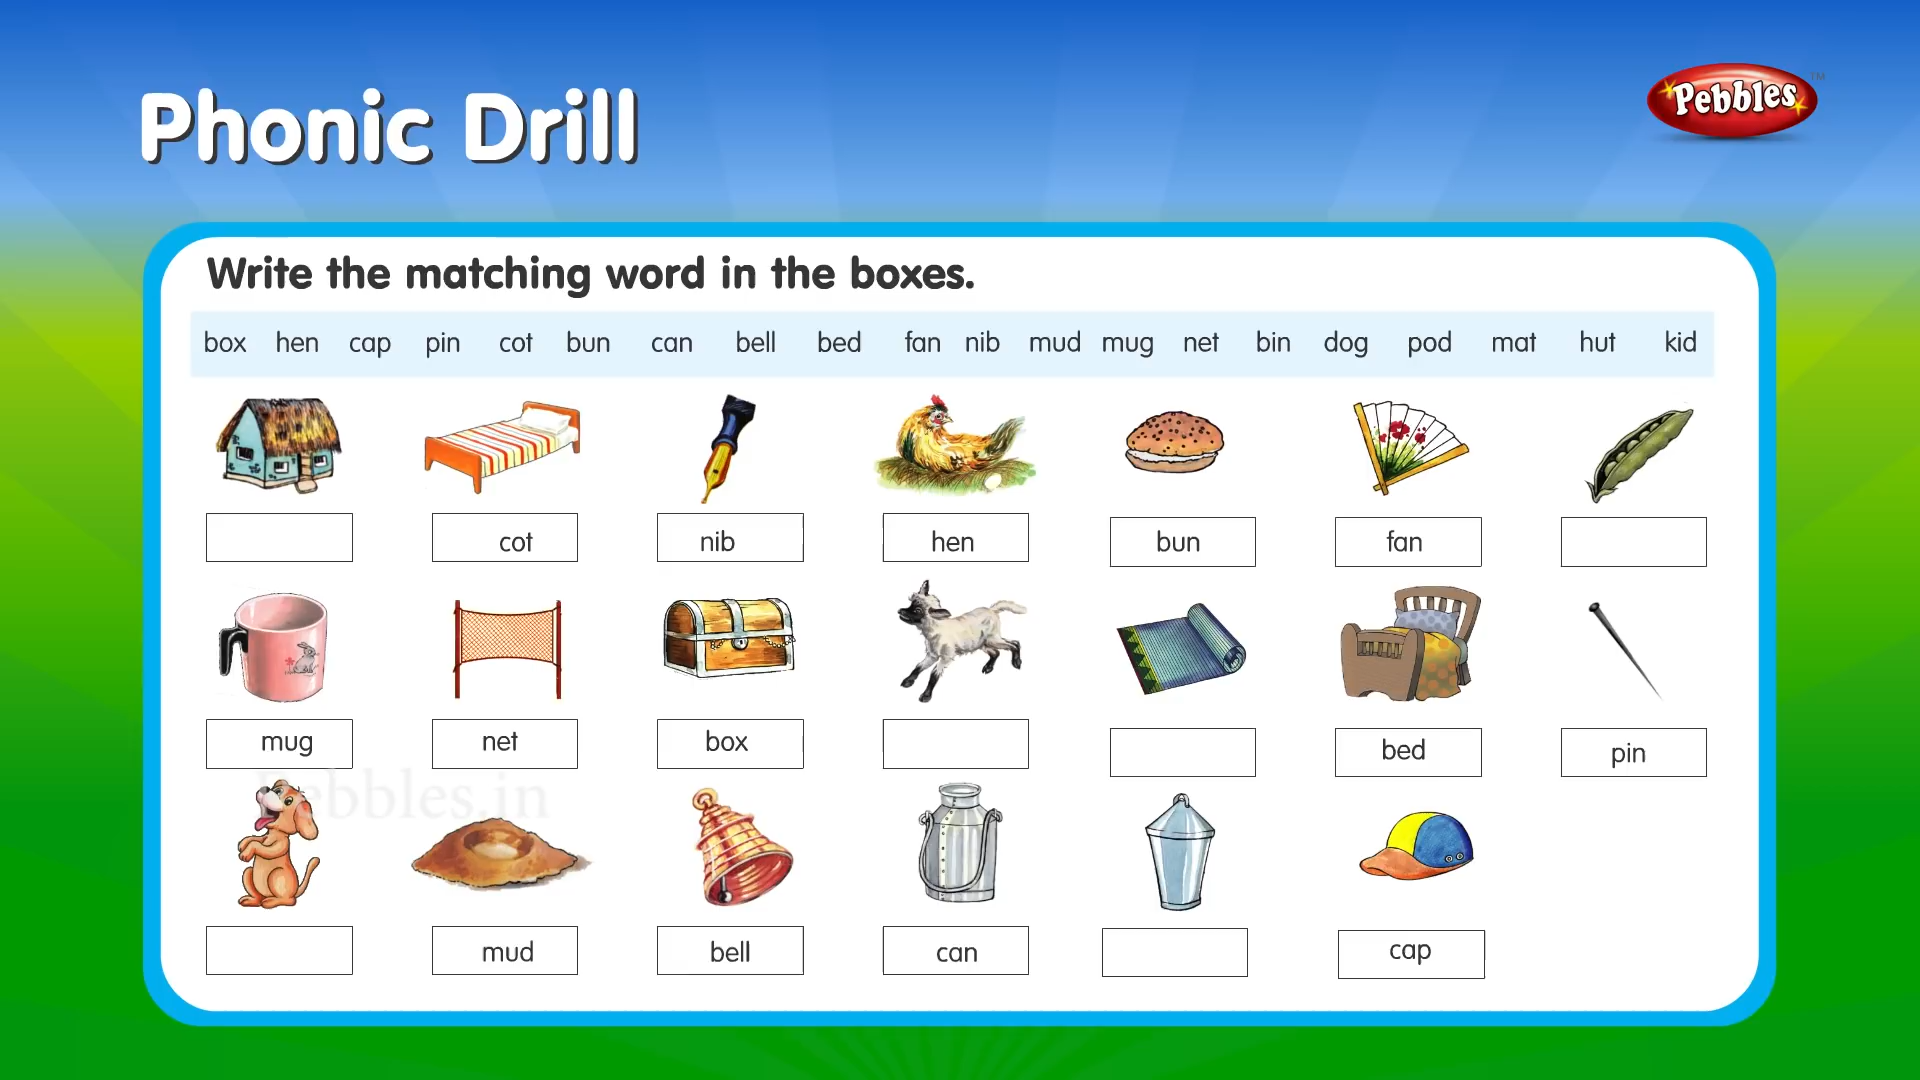 Phonic Drill
Pebbles™
Write the matching word in the boxes.
box hen cap pin cot bun can bell bed fan nib mud mug net bin dog pod mat hut kid
cot nib hen bun fan
mug net box bed pin
Pebbles.in
mud bell can cap